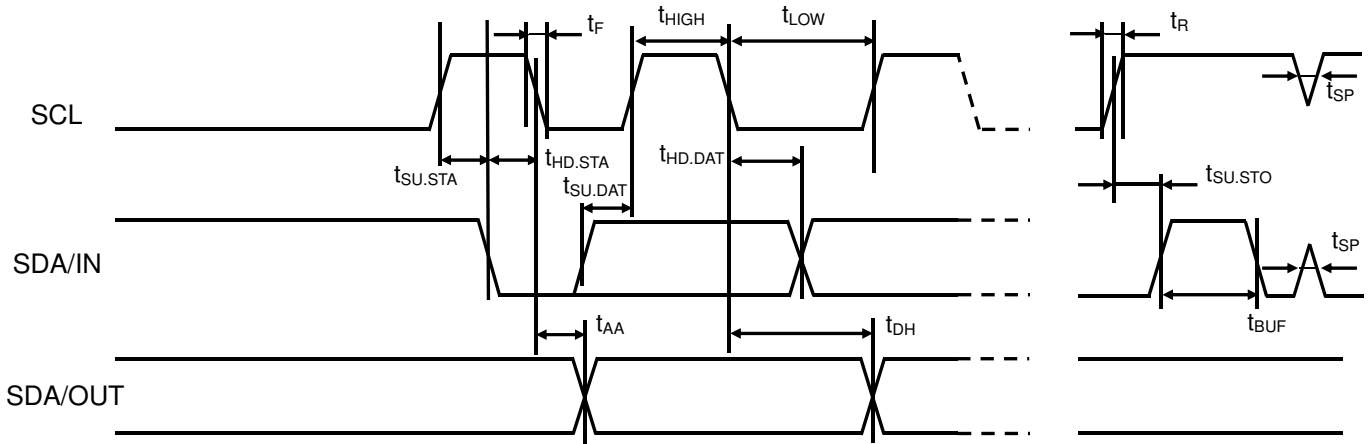 tF
tHIGH
tLOW
tR
SCL
tSP
tSU.STA
tHD.STA
tSU.DAT
tHD.DAT
tSU.STO
SDA/IN
tSP
tBUF
tAA
tDH
SDA/OUT